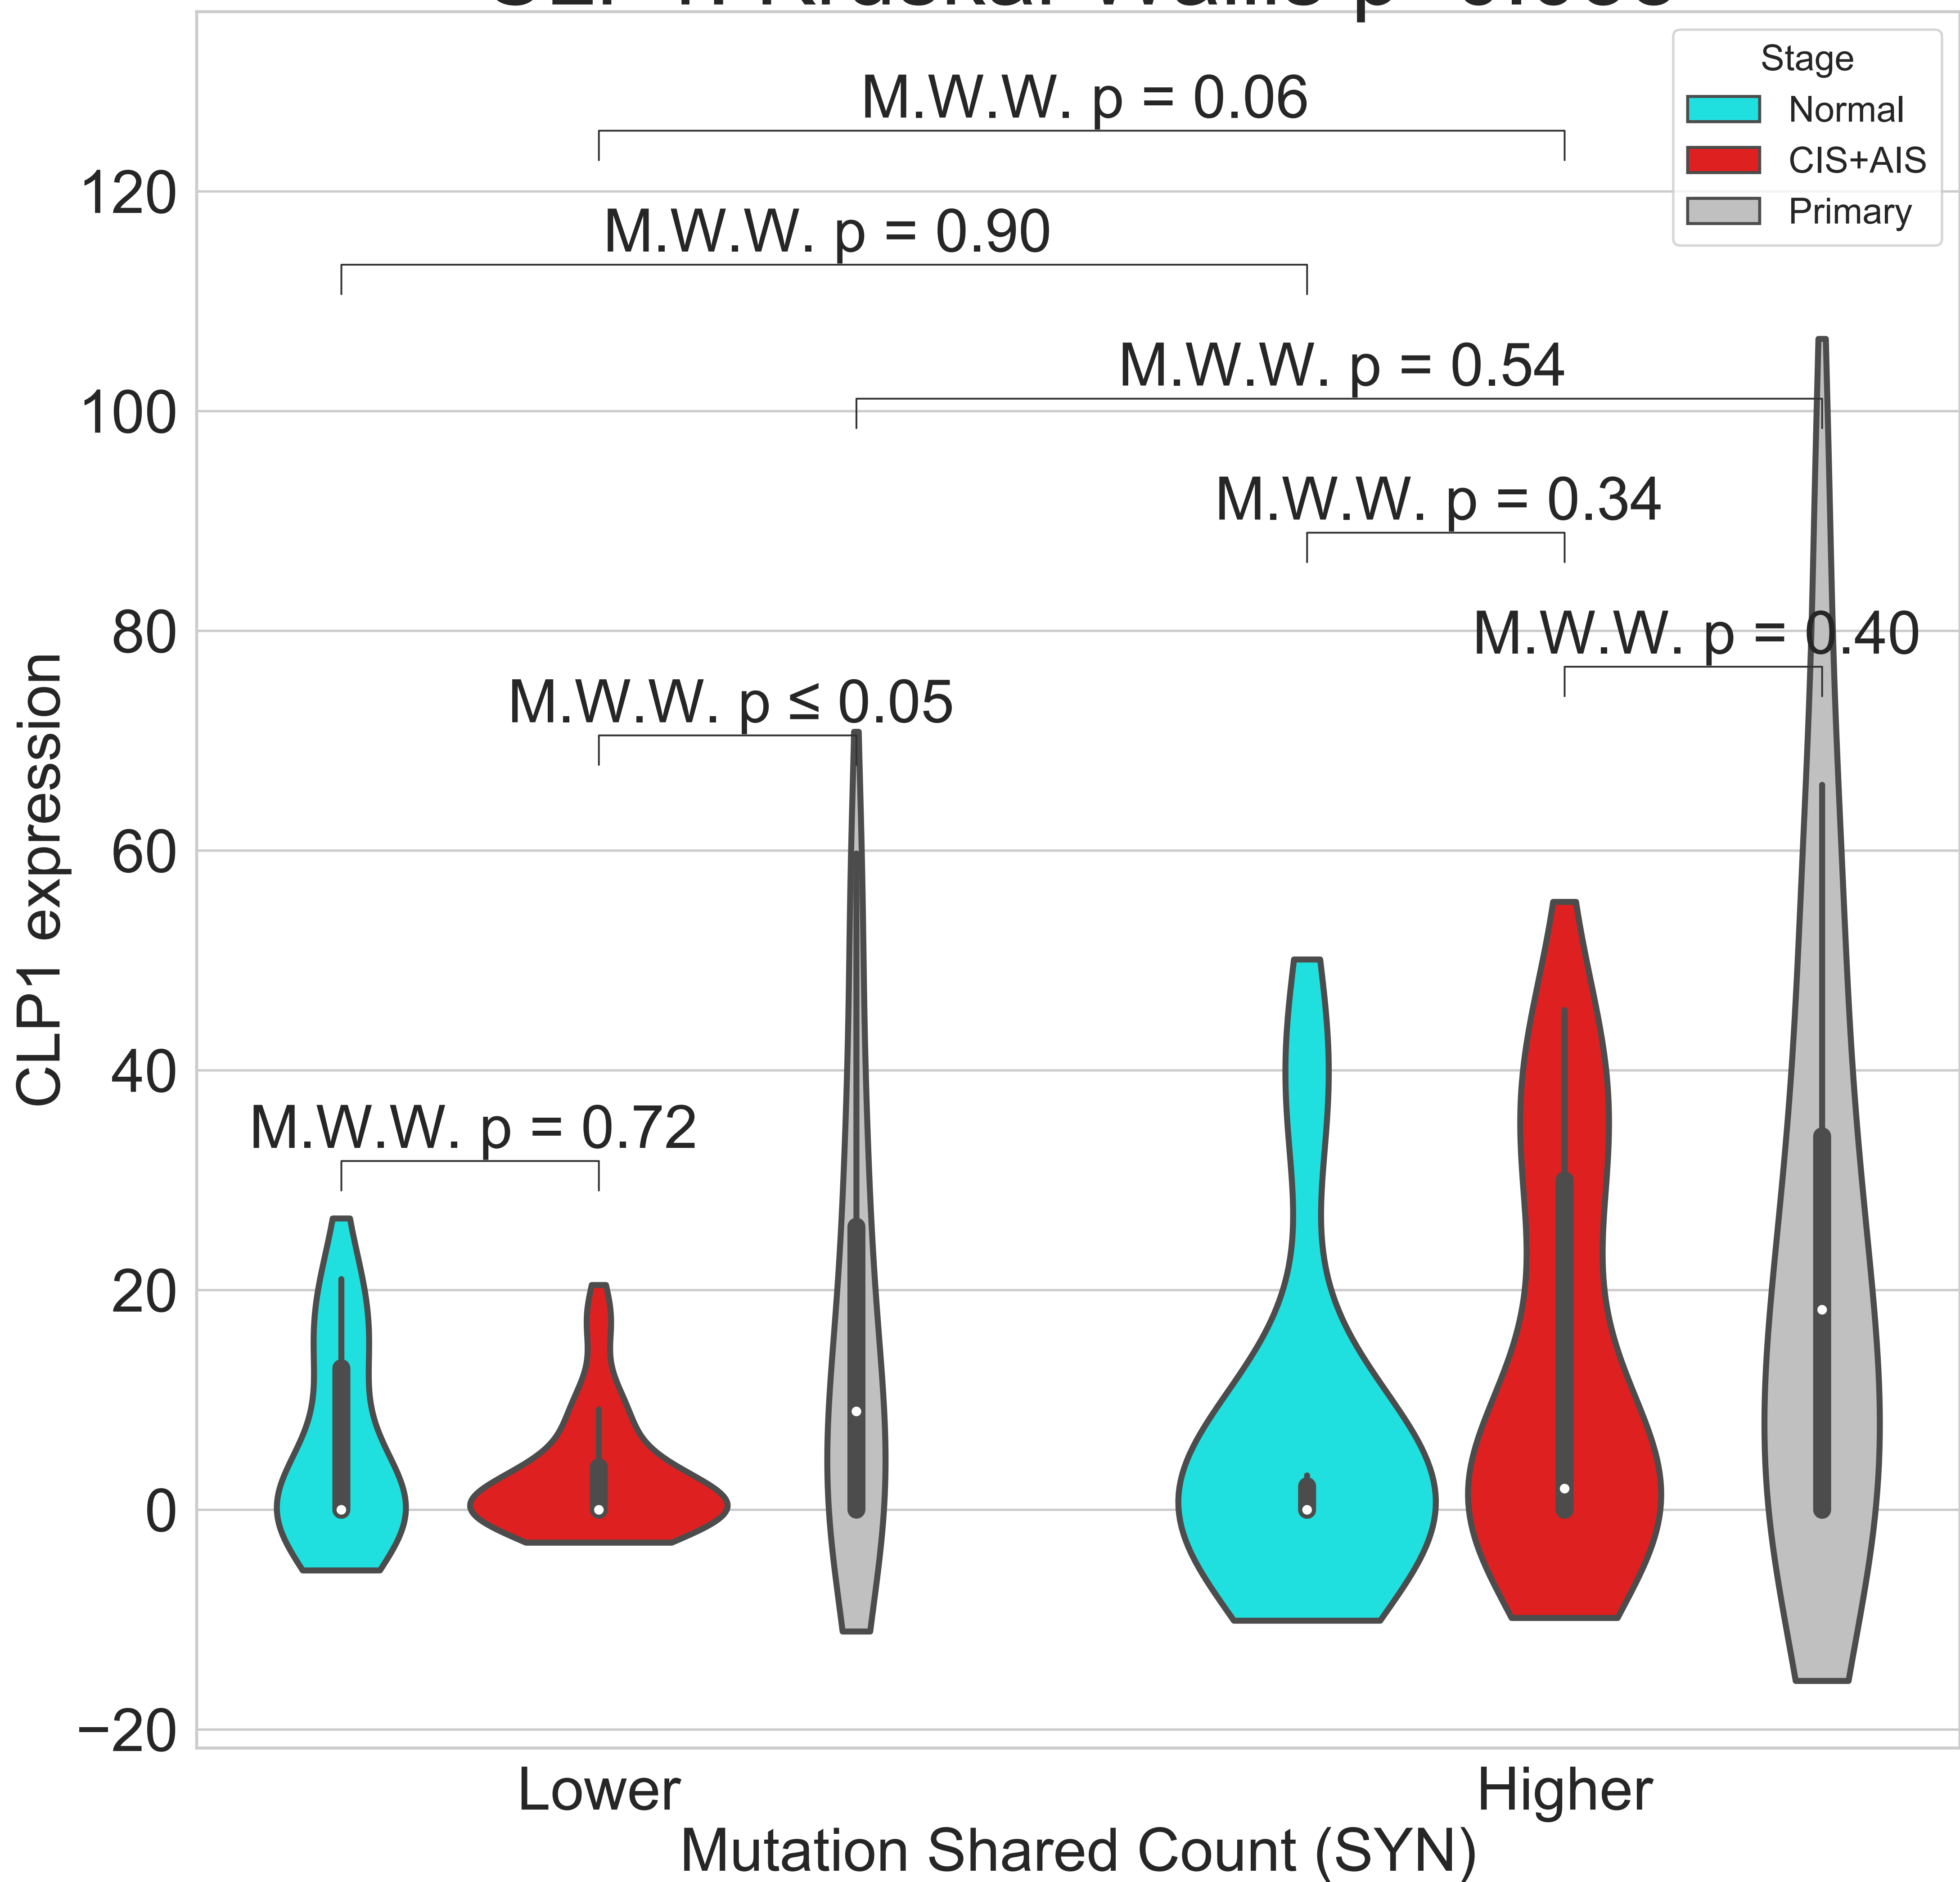 Stage
Normal
CIS+AIS
Primary
M.W.W. p = 0.06
M.W.W. p = 0.90
M.W.W. p = 0.54
M.W.W. p = 0.34
M.W.W. p = 0.40
M.W.W. p ≤ 0.05
M.W.W. p = 0.72
120
100
80
60
40
20
0
−20
CLP1 expression
Lower
Higher
Mutation Shared Count (SYN)